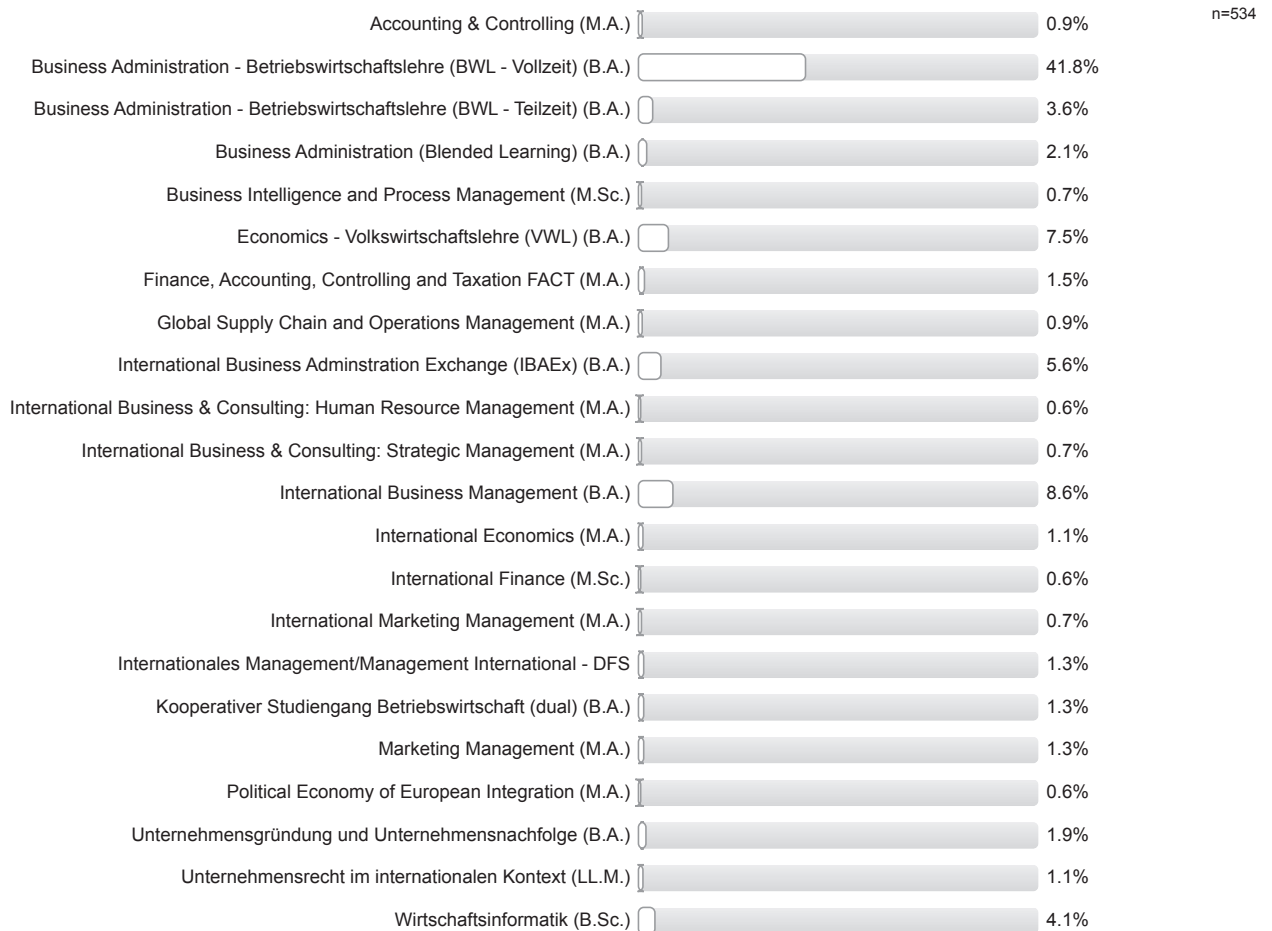 n=534
Accounting & Controlling (M.A.) 0.9%
Business Administration - Betriebswirtschaftslehre (BWL - Vollzeit) (B.A.) 41.8%
Business Administration - Betriebswirtschaftslehre (BWL - Teilzeit) (B.A.) 3.6%
Business Administration (Blended Learning) (B.A.) 2.1%
Business Intelligence and Process Management (M.Sc.) 0.7%
Economics - Volkswirtschaftslehre (VWL) (B.A.) 7.5%
Finance, Accounting, Controlling and Taxation FACT (M.A.) 1.5%
Global Supply Chain and Operations Management (M.A.) 0.9%
International Business Adminstration Exchange (IBAEx) (B.A.) 5.6%
International Business & Consulting: Human Resource Management (M.A.) 0.6%
International Business & Consulting: Strategic Management (M.A.) 0.7%
International Business Management (B.A.) 8.6%
International Economics (M.A.) 1.1%
International Finance (M.Sc.) 0.6%
International Marketing Management (M.A.) 0.7%
Internationales Management/Management International - DFS 1.3%
Kooperativer Studiengang Betriebswirtschaft (dual) (B.A.) 1.3%
Marketing Management (M.A.) 1.3%
Political Economy of European Integration (M.A.) 0.6%
Unternehmensgründung und Unternehmensnachfolge (B.A.) 1.9%
Unternehmensrecht im internationalen Kontext (LL.M.) 1.1%
Wirtschaftsinformatik (B.Sc.) 4.1%